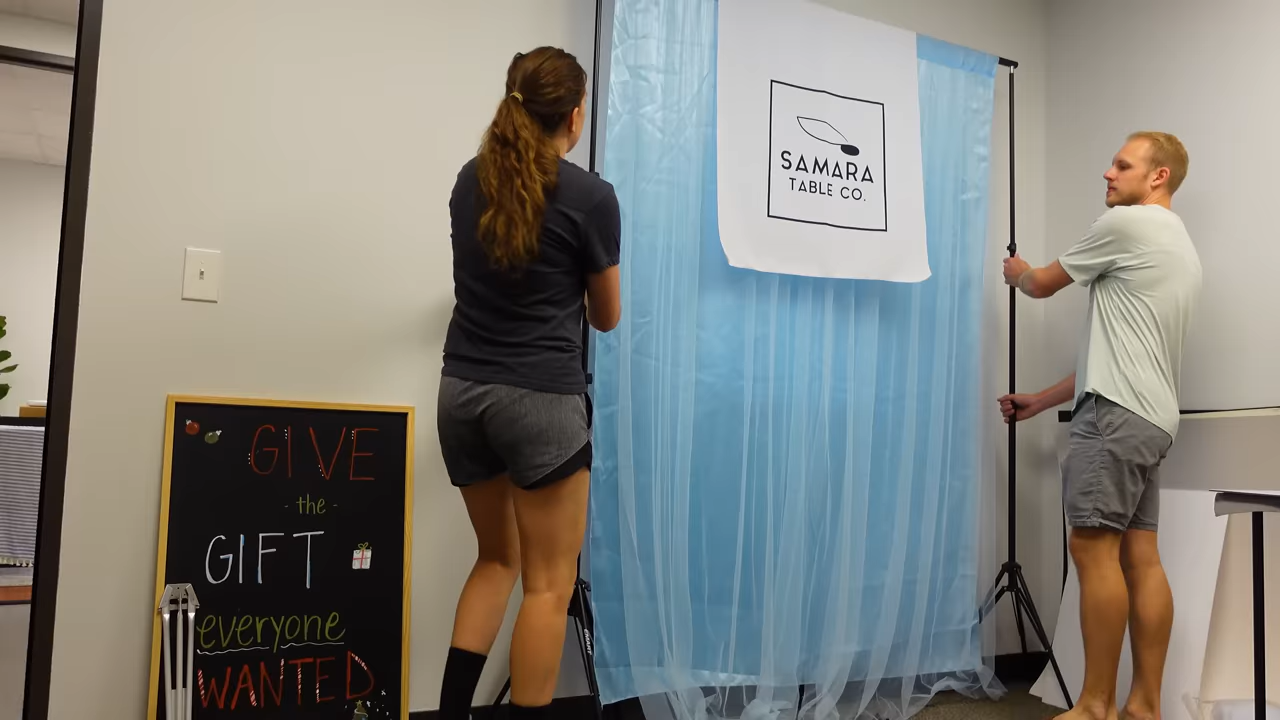 SAMARA
TABLE CO.
GIVE
- the -
GIFT
everyone
WANTED